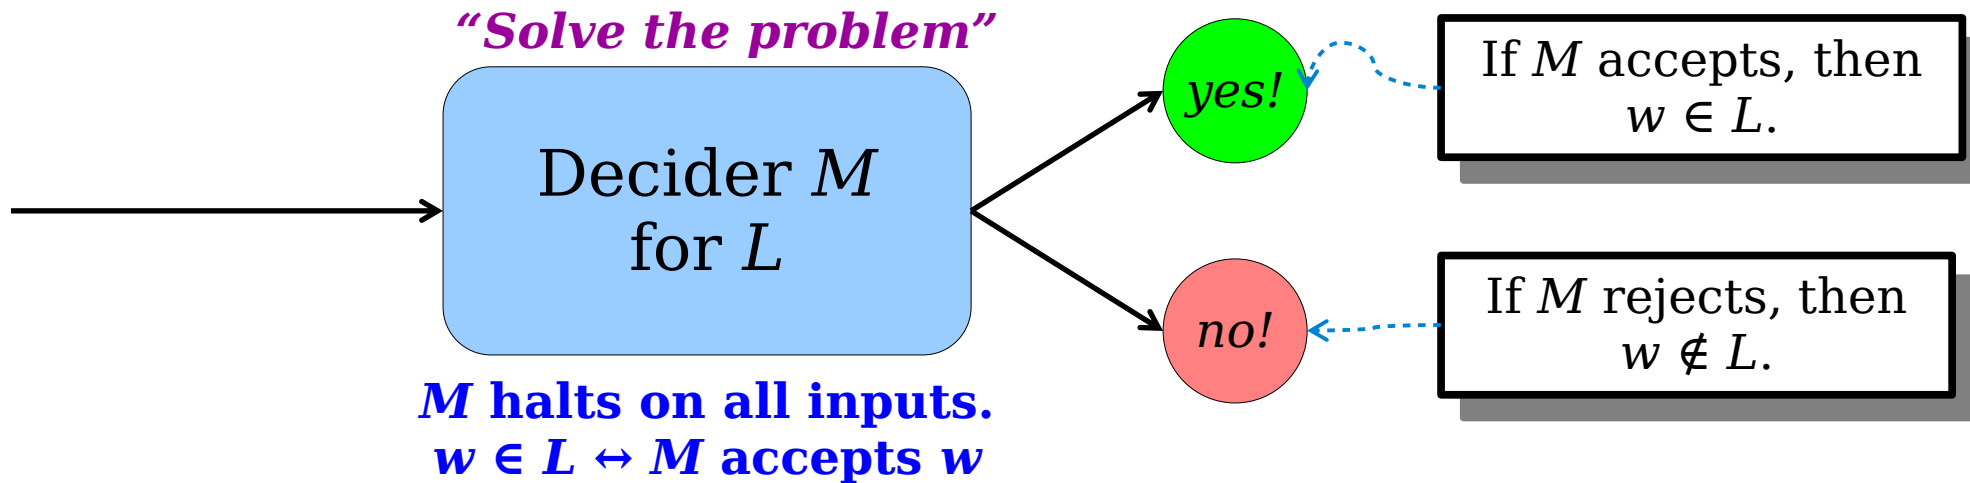 “Solve the problem”
Decider M
for L
M halts on all inputs.
w ∈ L ↔ M accepts w
yes!
no!
If M accepts, then
w ∈ L.
If M rejects, then
w ∉ L.